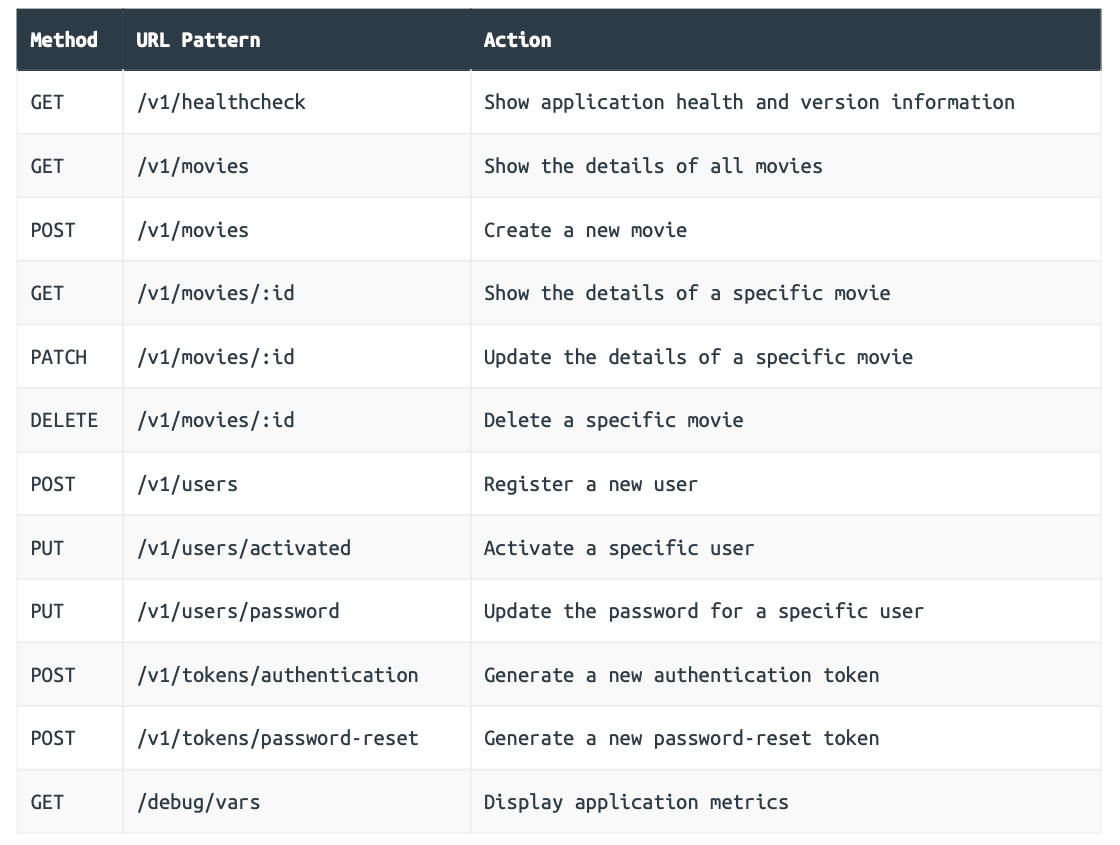 Method URL Pattern Action
GET /v1/healthcheck Show application health and version information
GET /v1/movies Show the details of all movies
POST /v1/movies Create a new movie
GET /v1/movies/:id Show the details of a specific movie
PATCH /v1/movies/:id Update the details of a specific movie
DELETE /v1/movies/:id Delete a specific movie
POST /v1/users Register a new user
PUT /v1/users/activated Activate a specific user
PUT /v1/users/password Update the password for a specific user
POST /v1/tokens/authentication Generate a new authentication token
POST /v1/tokens/password-reset Generate a new password-reset token
GET /debug/vars Display application metrics